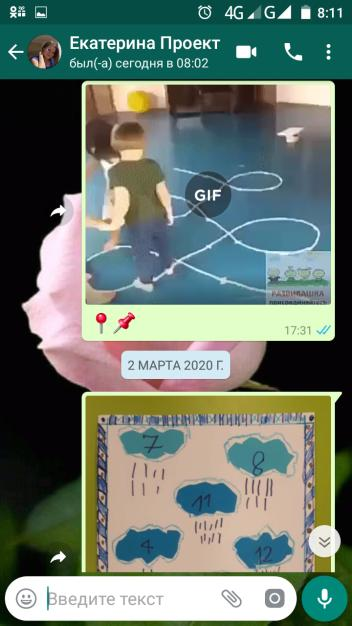 4G G 8:11
Екатерина Проект
был(-а) сегодня в 08:02
GIF
РАЗВИВАШКА
17:31
2 МАРТА 2020 Г.
7
8
11
4
12
Введите текст